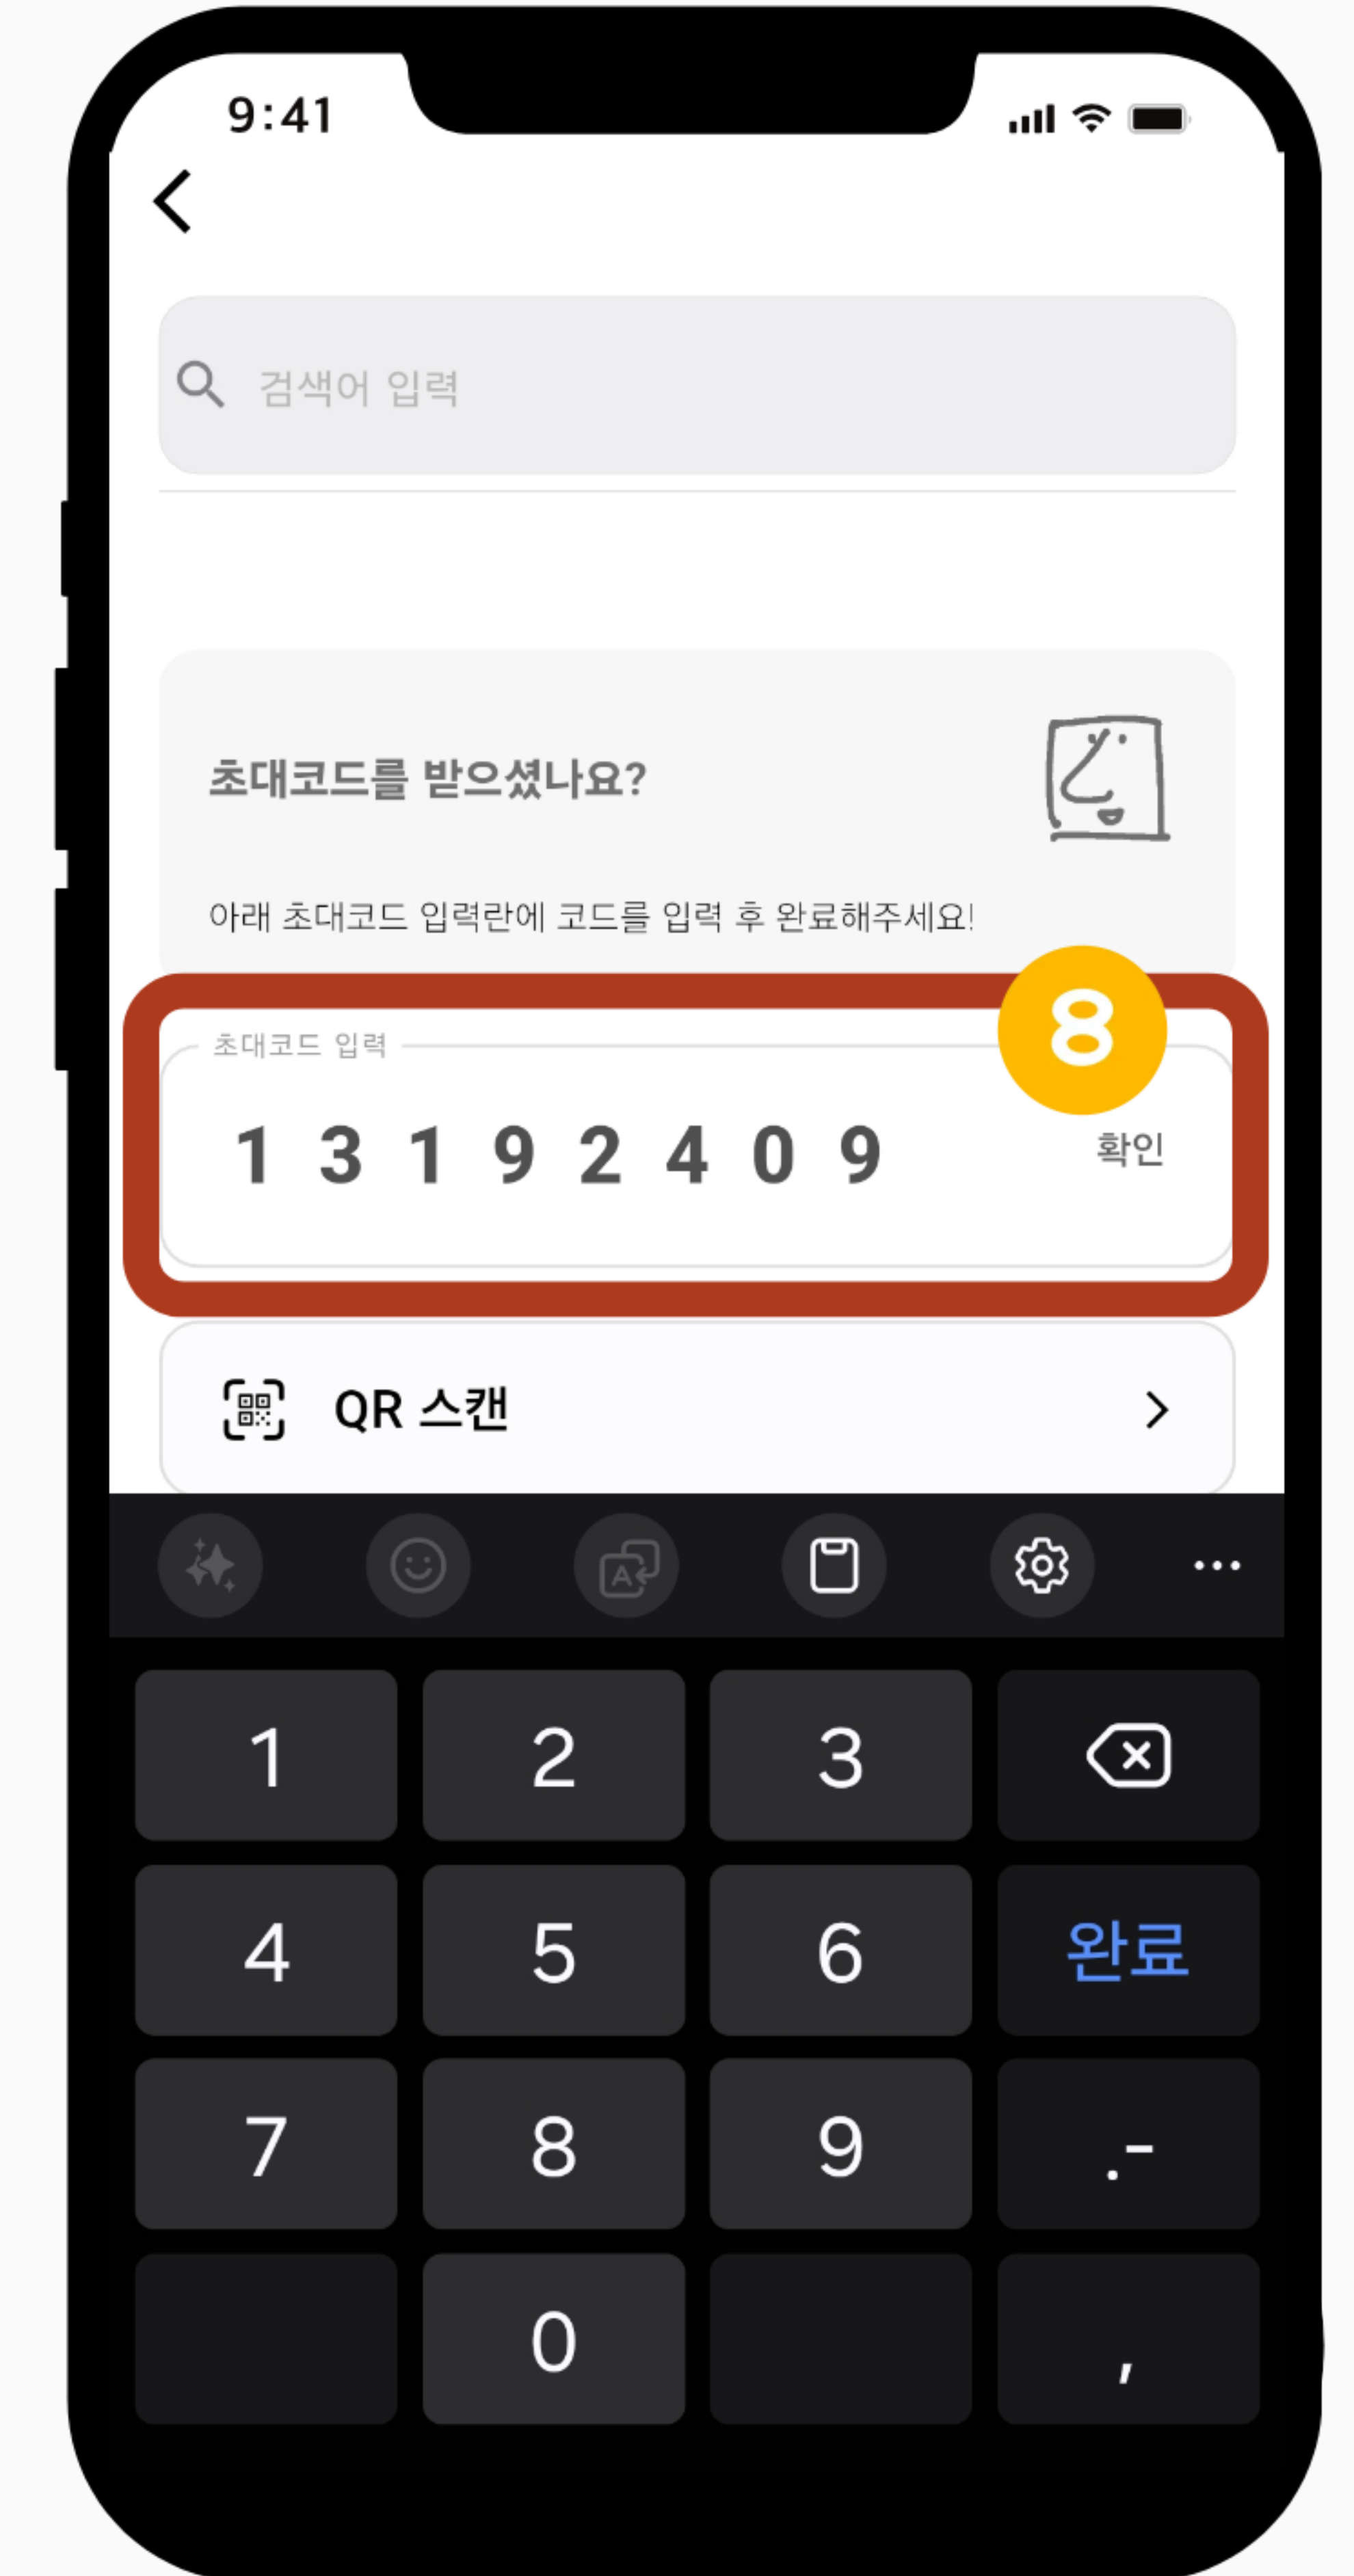 9:41
검색어 입력
초대코드를 받으셨나요?
아래 초대코드 입력란에 코드를 입력 후 완료해주세요!
8
초대코드 입력
1 3 1 9 2 4 0 9 확인
QR 스캔
1 2 3
4 5 6 완료
7 8 9 .-
0 ,